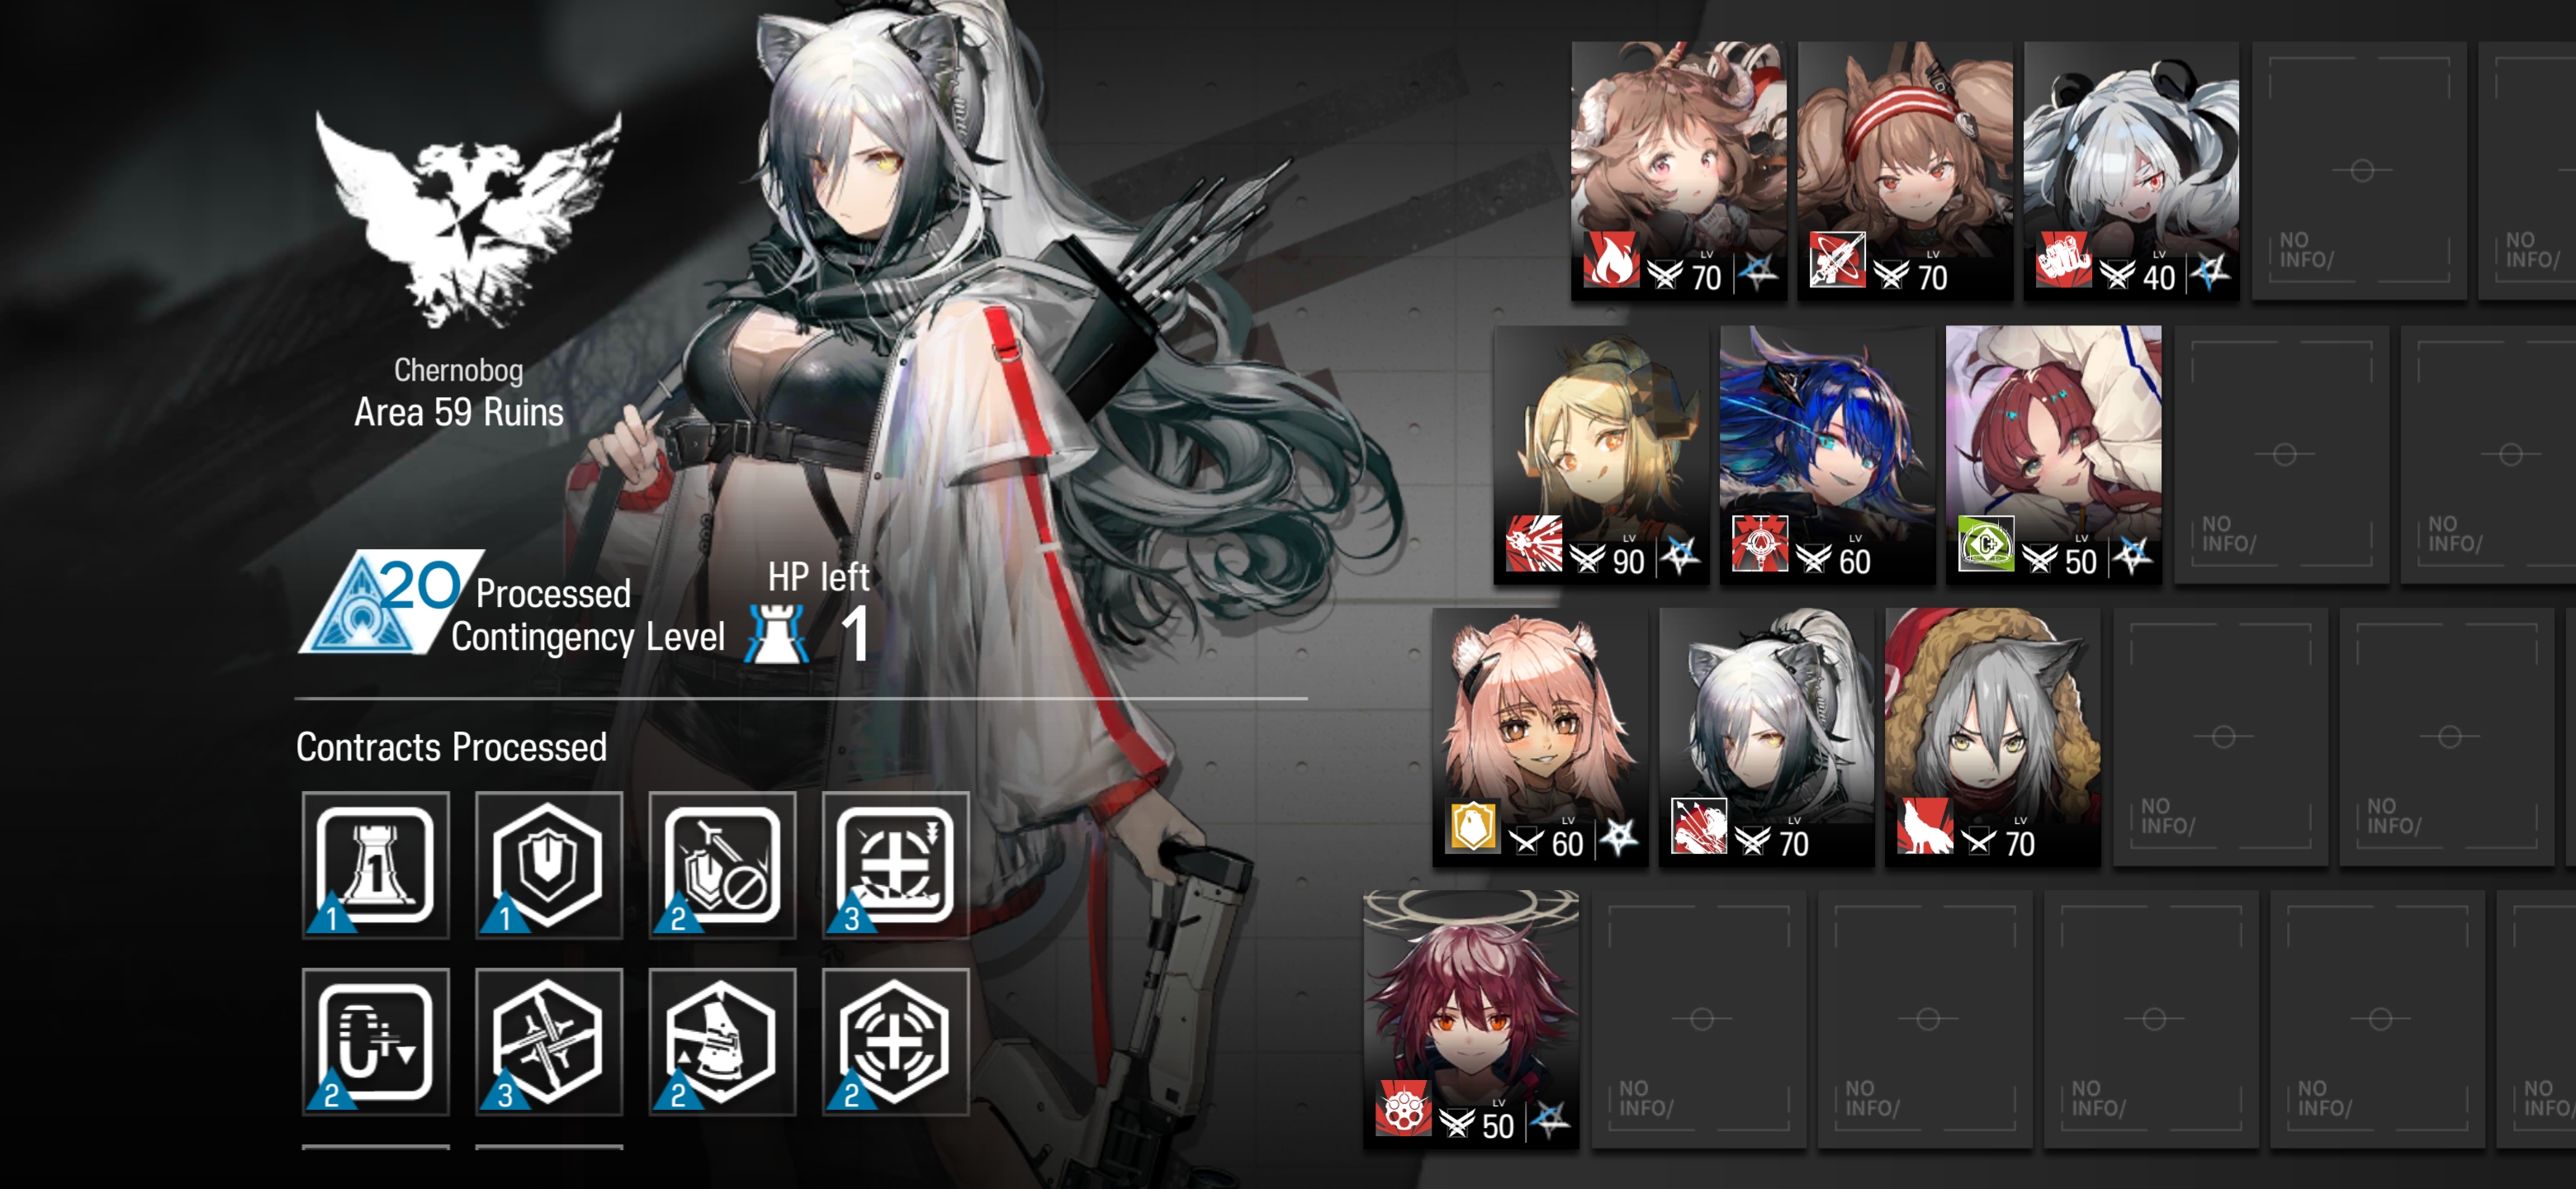 Chernobog
Area 59 Ruins
20
Processed
Contingency Level
HP left
1
Contracts Processed
1
1
1
2
3
2
3
2
2
LV
70
LV
70
LV
40
NO
INFO/
NO
INFO/
LV
90
LV
60
C+
LV
50
NO
INFO/
NO
INFO/
LV
60
LV
70
LV
70
NO
INFO/
NO
INFO/
LV
50
NO
INFO/
NO
INFO/
NO
INFO/
NO
INFO/
NO
INFO/